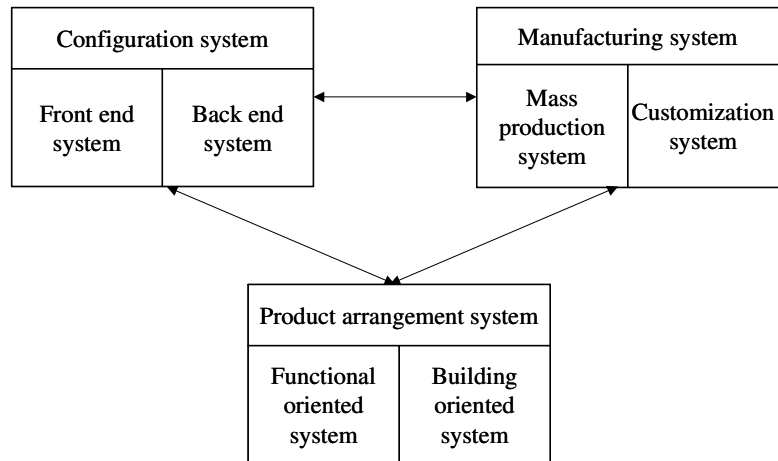 Configuration system
Front end
system
Back end
system
Manufacturing system
Mass
production
system
Customization
system
Product arrangement system
Functional
oriented
system
Building
oriented
system